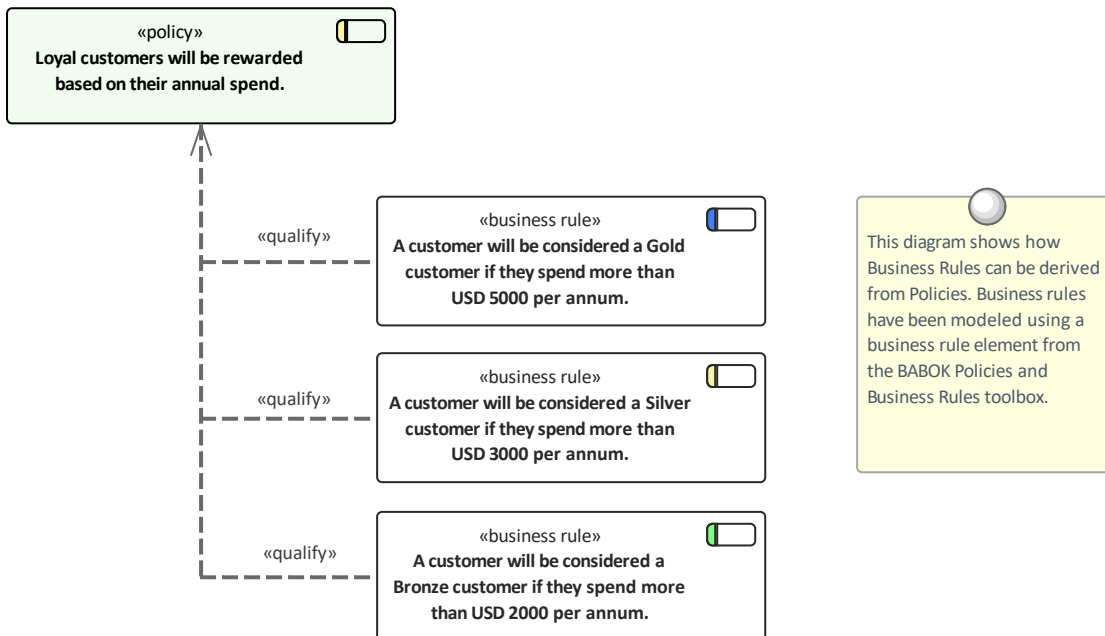 «policy»
Loyal customers will be rewarded
based on their annual spend.
«qualify»
«business rule»
A customer will be considered a Gold
customer if they spend more than
USD 5000 per annum.
«qualify»
«business rule»
A customer will be considered a Silver
customer if they spend more than
USD 3000 per annum.
«qualify»
«business rule»
A customer will be considered a
Bronze customer if they spend more
than USD 2000 per annum.
This diagram shows how
Business Rules can be derived
from Policies. Business rules
have been modeled using a
business rule element from
the BABOK Policies and
Business Rules toolbox.